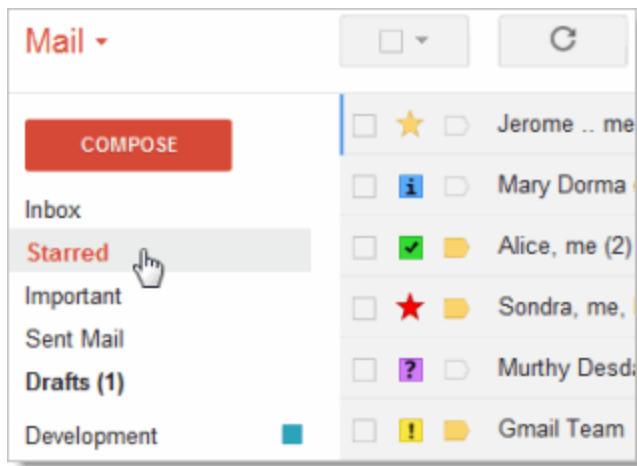 Mail
COMPOSE
Inbox
Starred
Important
Sent Mail
Drafts (1)
Development
Jerome .. me
Mary Dorma
Alice, me (2)
Sondra, me,
Murthy Desda
Gmail Team